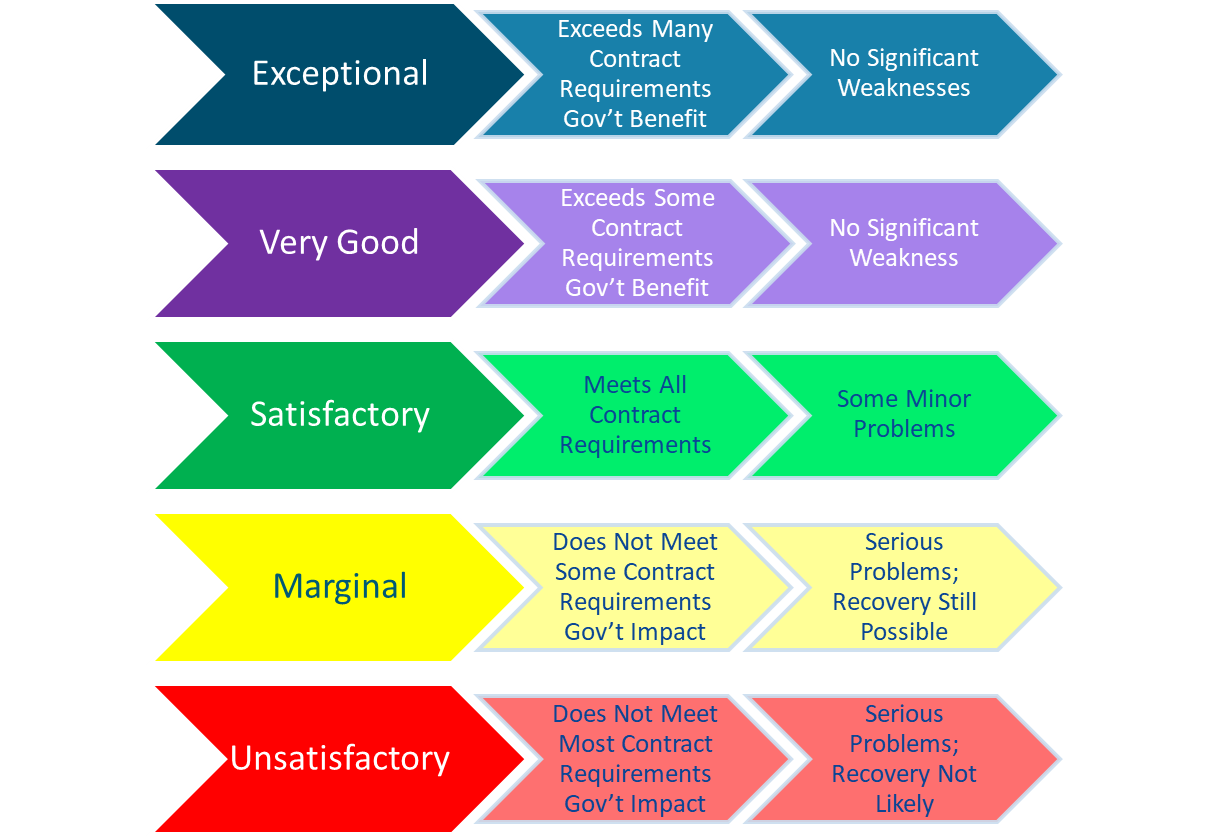 Exceptional
Exceeds Many
Contract
Requirements
Gov’t Benefit
No Significant
Weaknesses
Very Good
Exceeds Some
Contract
Requirements
Gov’t Benefit
No Significant
Weakness
Satisfactory
Meets All
Contract
Requirements
Some Minor
Problems
Marginal
Does Not Meet
Some Contract
Requirements
Gov’t Impact
Serious
Problems;
Recovery Still
Possible
Unsatisfactory
Does Not Meet
Most Contract
Requirements
Gov’t Impact
Serious
Problems;
Recovery Not
Likely